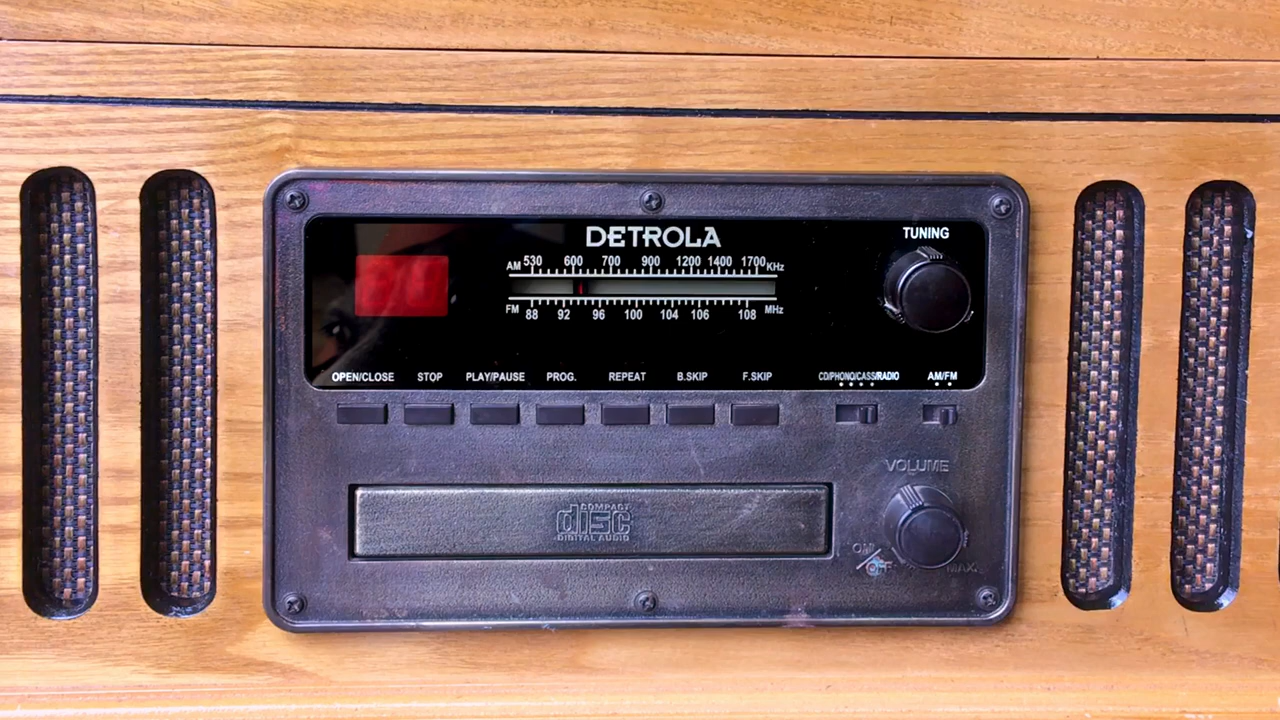 DETROLA
TUNING
AM 530 600 700 900 1200 1400 1700 KHz
FM 88 92 96 100 104 106 108 MHz
OPEN/CLOSE STOP PLAY/PAUSE PROG. REPEAT B.SKIP F.SKIP CD/PHONO/CASS/RADIO AM/FM
VOLUME
COMPACT
disc
DIGITAL AUDIO
ON/OFF MAX.